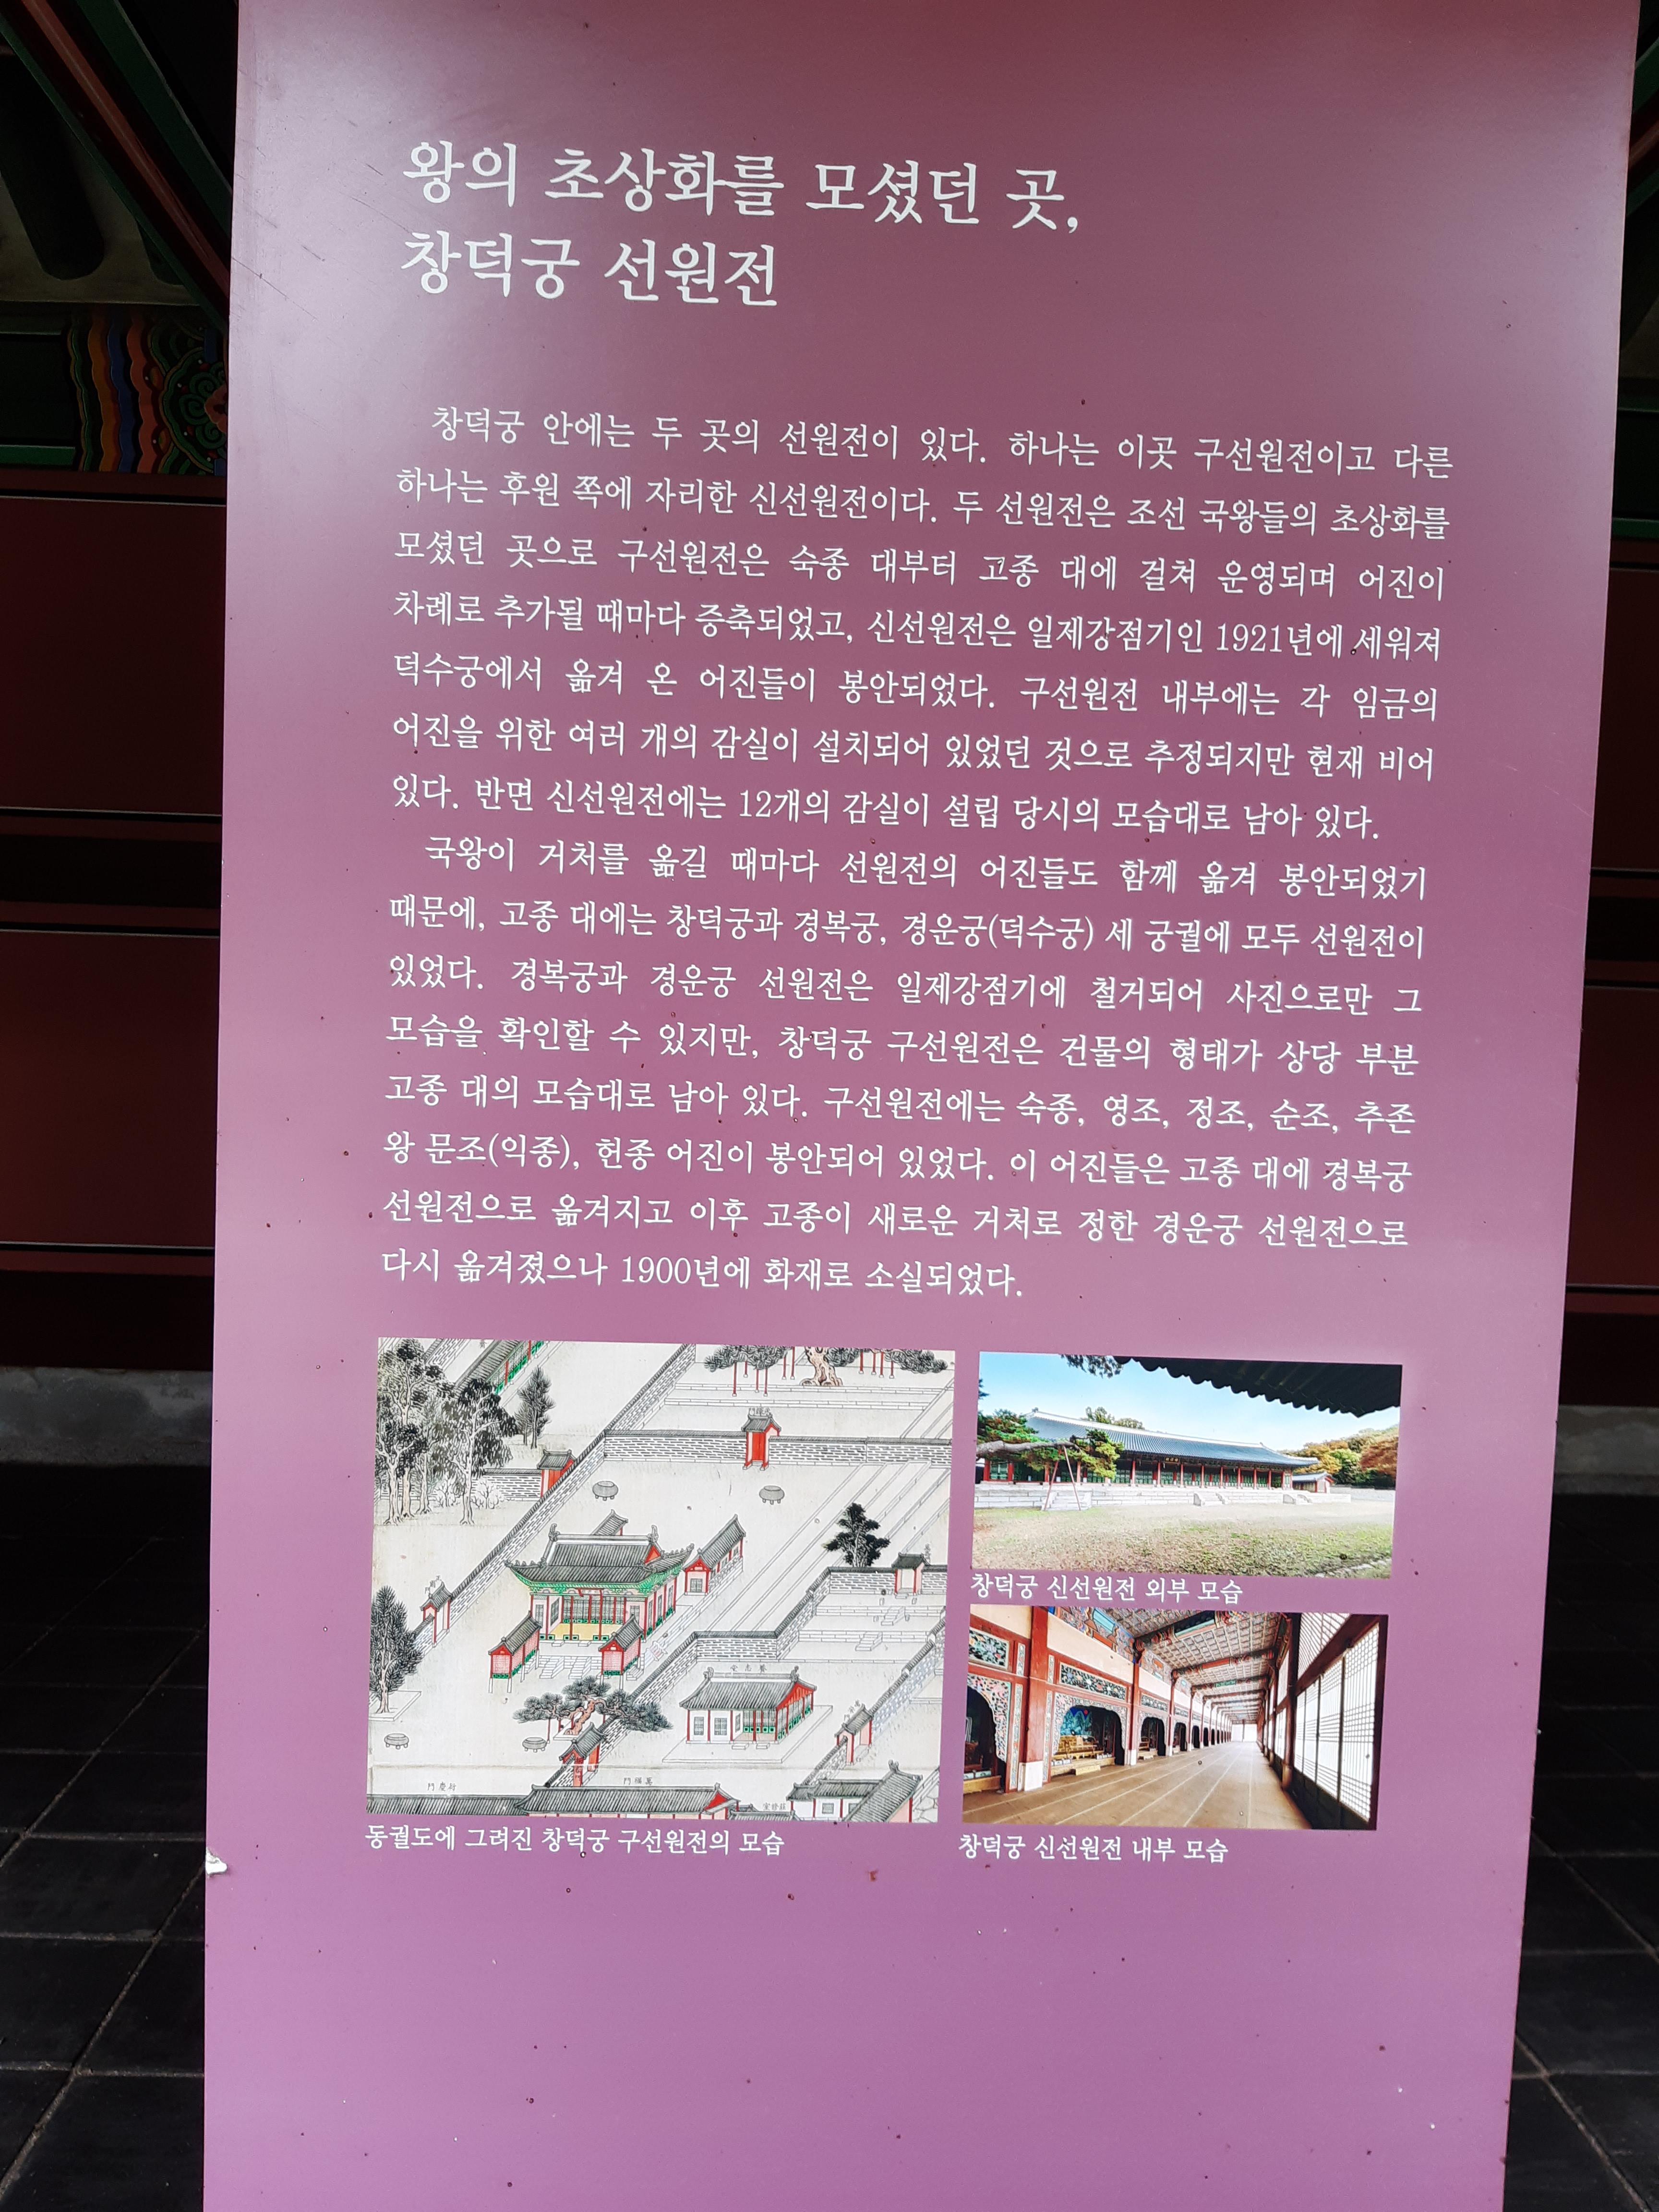 왕의 초상화를 모셨던 곳,
창덕궁 선원전
창덕궁 안에는 두 곳의 선원전이 있다. 하나는 이곳 구선원전이고 다른
하나는 후원 쪽에 자리한 신선원전이다. 두 선원전은 조선 국왕들의 초상화를
모셨던 곳으로 구선원전은 숙종 대부터 고종 대에 걸쳐 운영되며 어진이
차례로 추가될 때마다 증축되었고, 신선원전은 일제강점기인 1921년에 세워져
덕수궁에서 옮겨 온 어진들이 봉안되었다. 구선원전 내부에는 각 임금의
어진을 위한 여러 개의 감실이 설치되어 있었던 것으로 추정되지만 현재 비어
있다. 반면 신선원전에는 12개의 감실이 설립 당시의 모습대로 남아 있다.
국왕이 거처를 옮길 때마다 선원전의 어진들도 함께 옮겨 봉안되었기
때문에, 고종 대에는 창덕궁과 경복궁, 경운궁(덕수궁) 세 궁궐에 모두 선원전이
있었다. 경복궁과 경운궁 선원전은 일제강점기에 철거되어 사진으로만 그
모습을 확인할 수 있지만, 창덕궁 구선원전은 건물의 형태가 상당 부분
고종 대의 모습대로 남아 있다. 구선원전에는 숙종, 영조, 정조, 순조, 추존
왕 문조(익종), 헌종 어진이 봉안되어 있었다. 이 어진들은 고종 대에 경복궁
선원전으로 옮겨지고 이후 고종이 새로운 거처로 정한 경운궁 선원전으로
다시 옮겨졌으나 1900년에 화재로 소실되었다.
창덕궁 신선원전 외부 모습
동궐도에 그려진 창덕궁 구선원전의 모습
창덕궁 신선원전 내부 모습